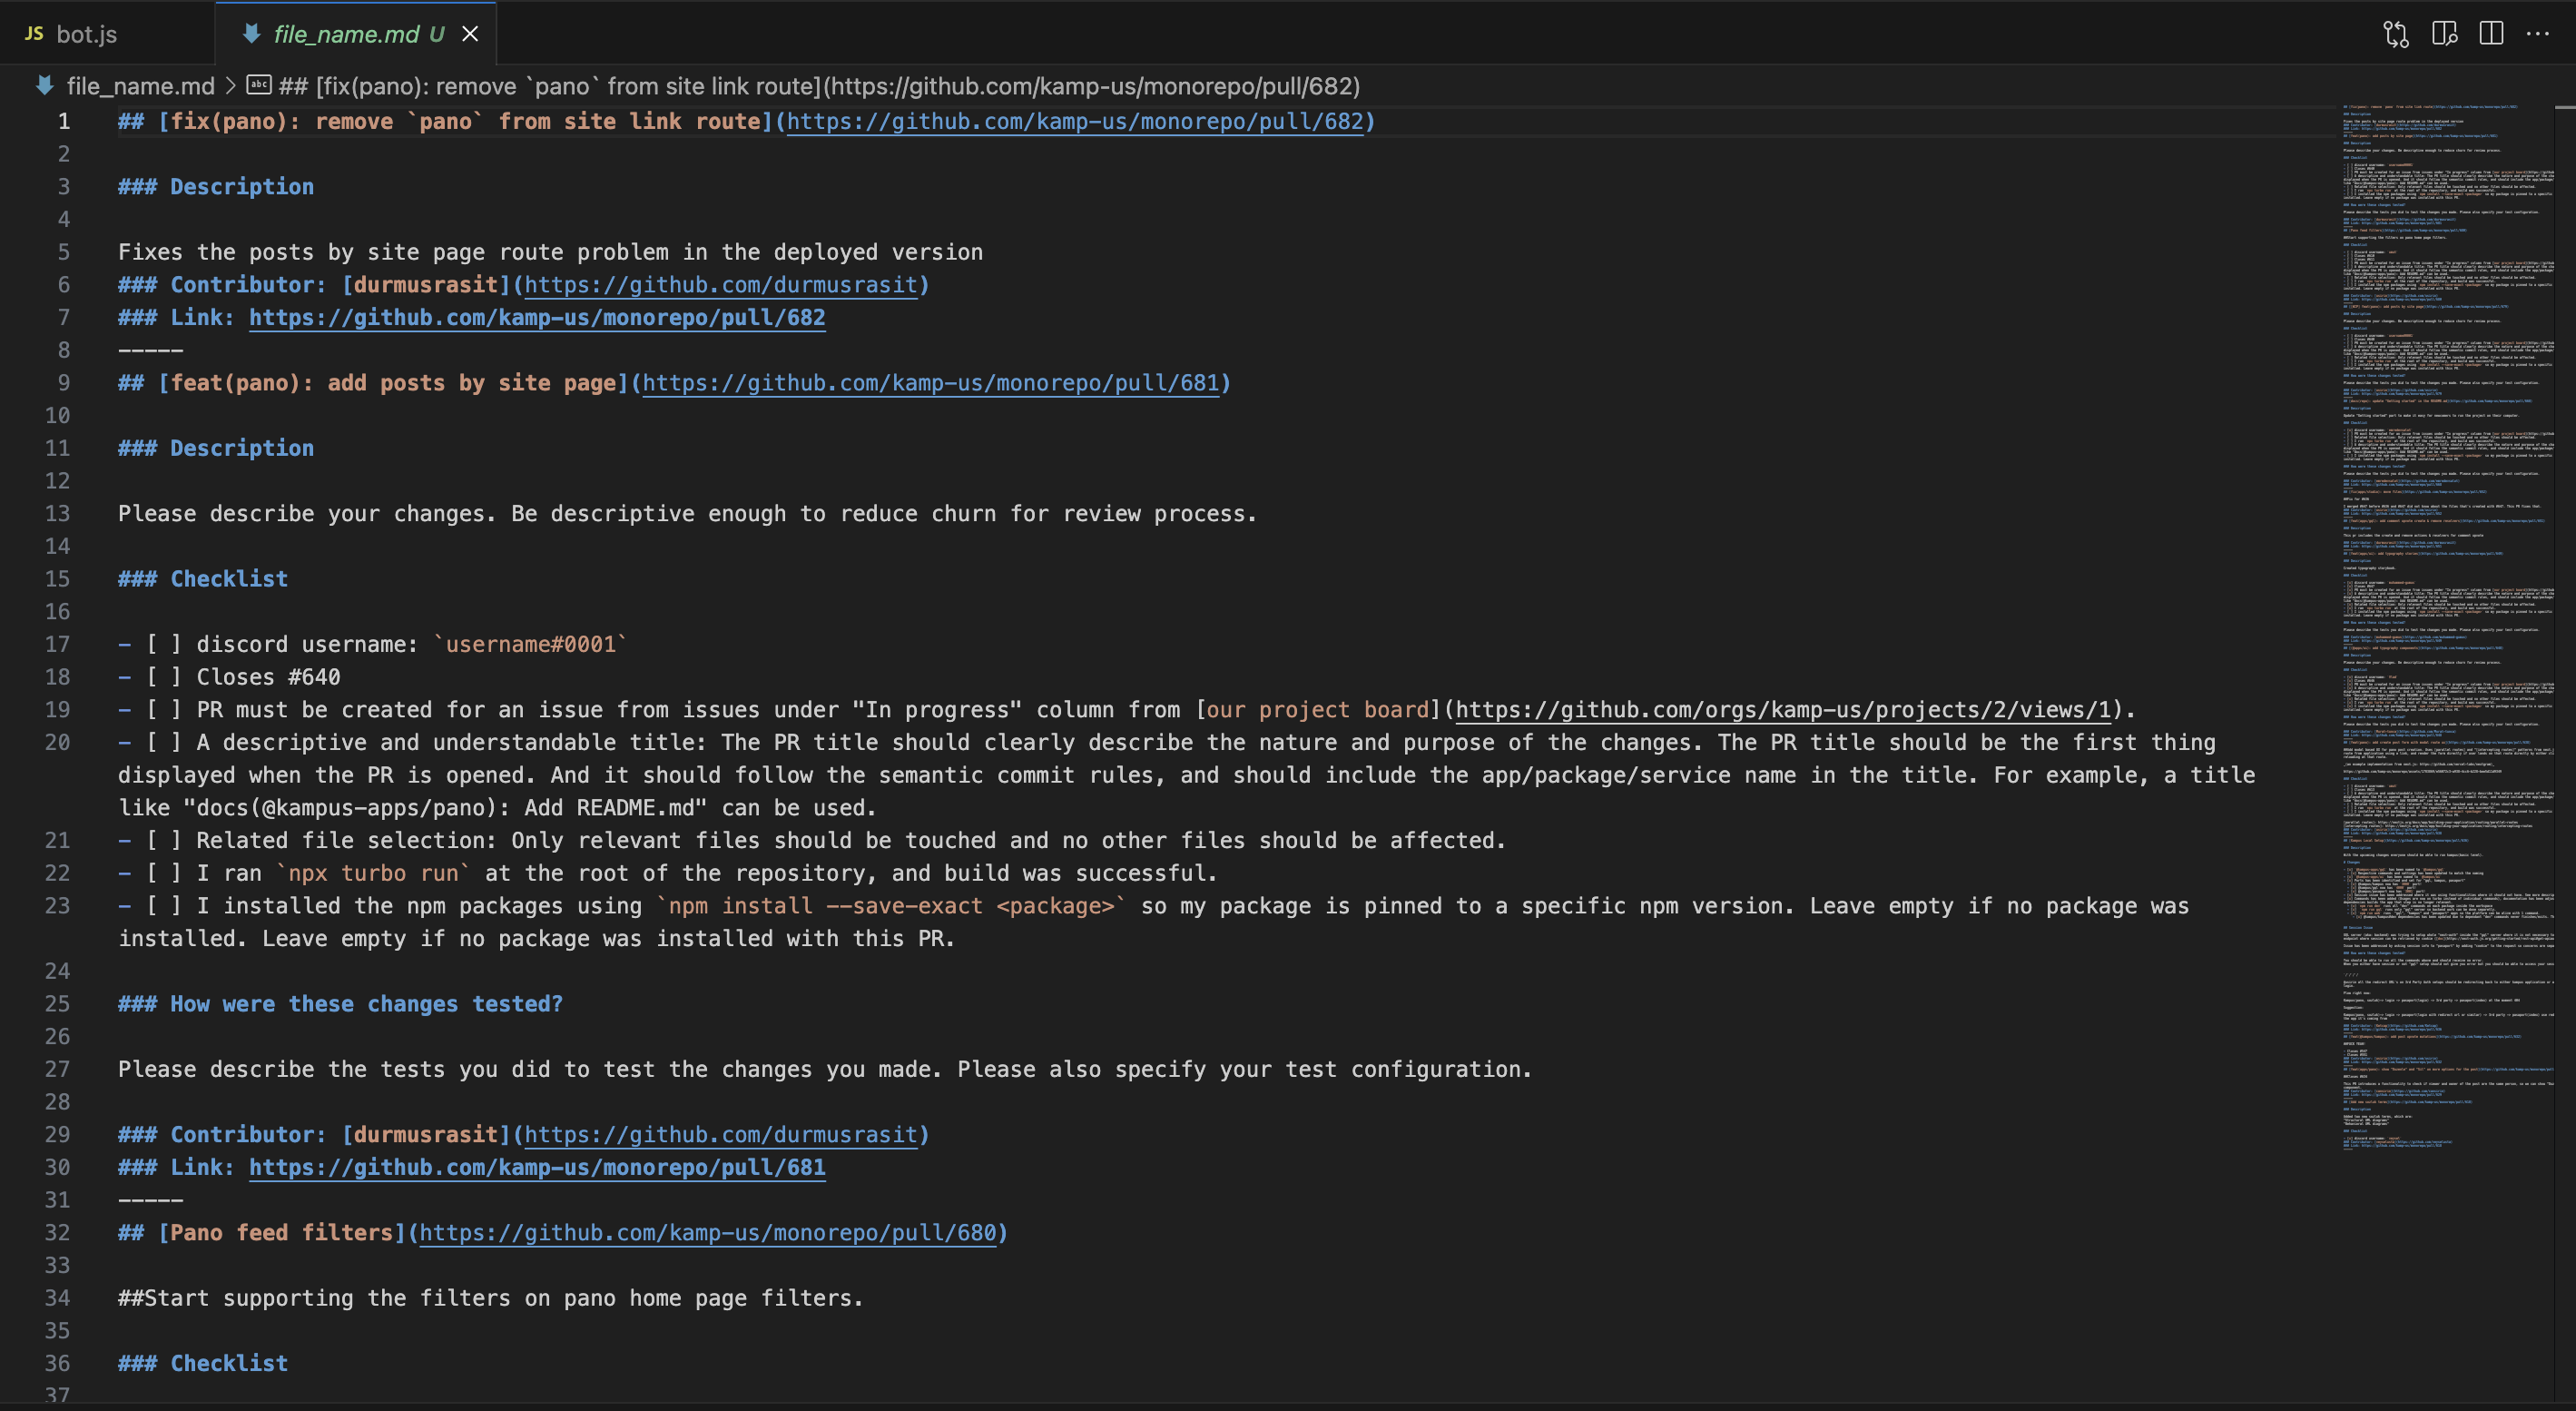 JS bot.js
file_name.md U
file_name.md > ## [fix(pano): remove `pano` from site link route](https://github.com/kamp-us/monorepo/pull/682)
1 ## [fix(pano): remove `pano` from site link route](https://github.com/kamp-us/monorepo/pull/682)
2
3 ### Description
4
5 Fixes the posts by site page route problem in the deployed version
6 ### Contributor: [durmusrasit](https://github.com/durmusrasit)
7 ### Link: https://github.com/kamp-us/monorepo/pull/682
8 -----
9 ## [feat(pano): add posts by site page](https://github.com/kamp-us/monorepo/pull/681)
10
11 ### Description
12
13 Please describe your changes. Be descriptive enough to reduce churn for review process.
14
15 ### Checklist
16
17 - [ ] discord username: `username#0001`
18 - [ ] Closes #640
19 - [ ] PR must be created for an issue from issues under "In progress" column from [our project board](https://github.com/orgs/kamp-us/projects/2/views/1).
20 - [ ] A descriptive and understandable title: The PR title should clearly describe the nature and purpose of the changes. The PR title should be the first thing
displayed when the PR is opened. And it should follow the semantic commit rules, and should include the app/package/service name in the title. For example, a title
like "docs(@kampus-apps/pano): Add README.md" can be used.
21 - [ ] Related file selection: Only relevant files should be touched and no other files should be affected.
22 - [ ] I ran `npx turbo run` at the root of the repository, and build was successful.
23 - [ ] I installed the npm packages using `npm install --save-exact <package>` so my package is pinned to a specific npm version. Leave empty if no package was
installed. Leave empty if no package was installed with this PR.
24
25 ### How were these changes tested?
26
27 Please describe the tests you did to test the changes you made. Please also specify your test configuration.
28
29 ### Contributor: [durmusrasit](https://github.com/durmusrasit)
30 ### Link: https://github.com/kamp-us/monorepo/pull/681
31 -----
32 ## [Pano feed filters](https://github.com/kamp-us/monorepo/pull/680)
33
34 ##Start supporting the filters on pano home page filters.
35
36 ### Checklist
37